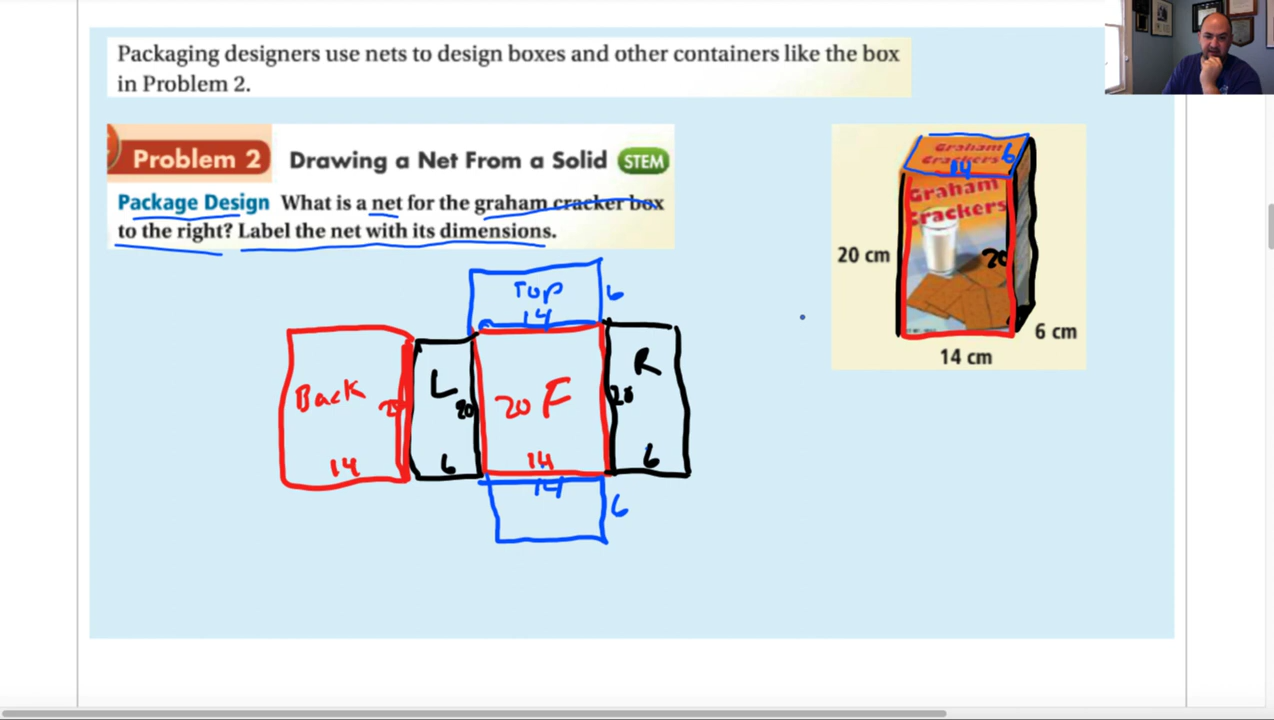 Packaging designers use nets to design boxes and other containers like the box
in Problem 2.
Problem 2 Drawing a Net From a Solid STEM
Package Design What is a net for the graham cracker box
to the right? Label the net with its dimensions.
Graham
Crackers
6
14
Graham
Crackers
20 cm
20
6 cm
14 cm
Top
6
14
Back
20
14
L
20
6
20 F
14
R
20
6
14
6